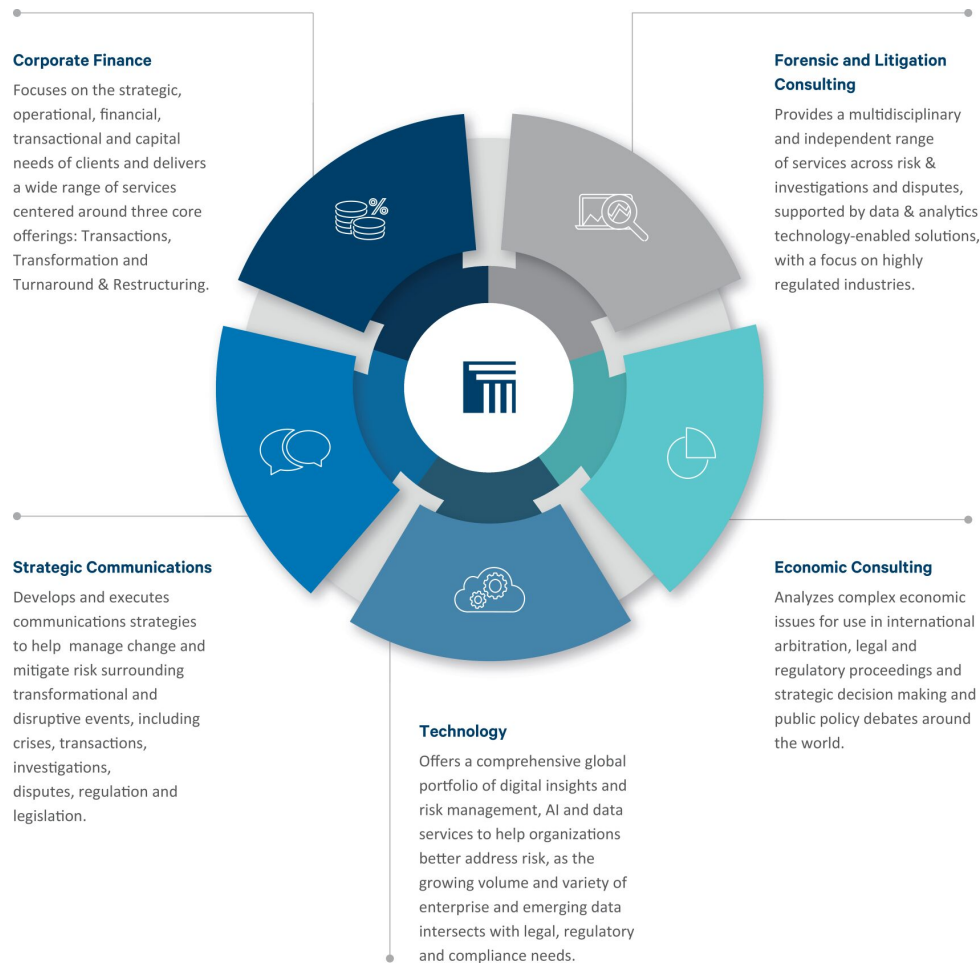 Corporate Finance
Focuses on the strategic,
operational, financial,
transactional and capital
needs of clients and delivers
a wide range of services
centered around three core
offerings: Transactions,
Transformation and
Turnaround & Restructuring.
Forensic and Litigation
Consulting
Provides a multidisciplinary
and independent range
of services across risk &
investigations and disputes,
supported by data & analytics
technology-enabled solutions,
with a focus on highly
regulated industries.
%
Strategic Communications
Develops and executes
communications strategies
to help  manage change and
mitigate risk surrounding
transformational and
disruptive events, including
crises, transactions,
investigations,
disputes, regulation and
legislation.
Technology
Offers a comprehensive global
portfolio of digital insights and
risk management, AI and data
services to help organizations
better address risk, as the
growing volume and variety of
enterprise and emerging data
intersects with legal, regulatory
and compliance needs.
Economic Consulting
Analyzes complex economic
issues for use in international
arbitration, legal and
regulatory proceedings and
strategic decision making and
public policy debates around
the world.